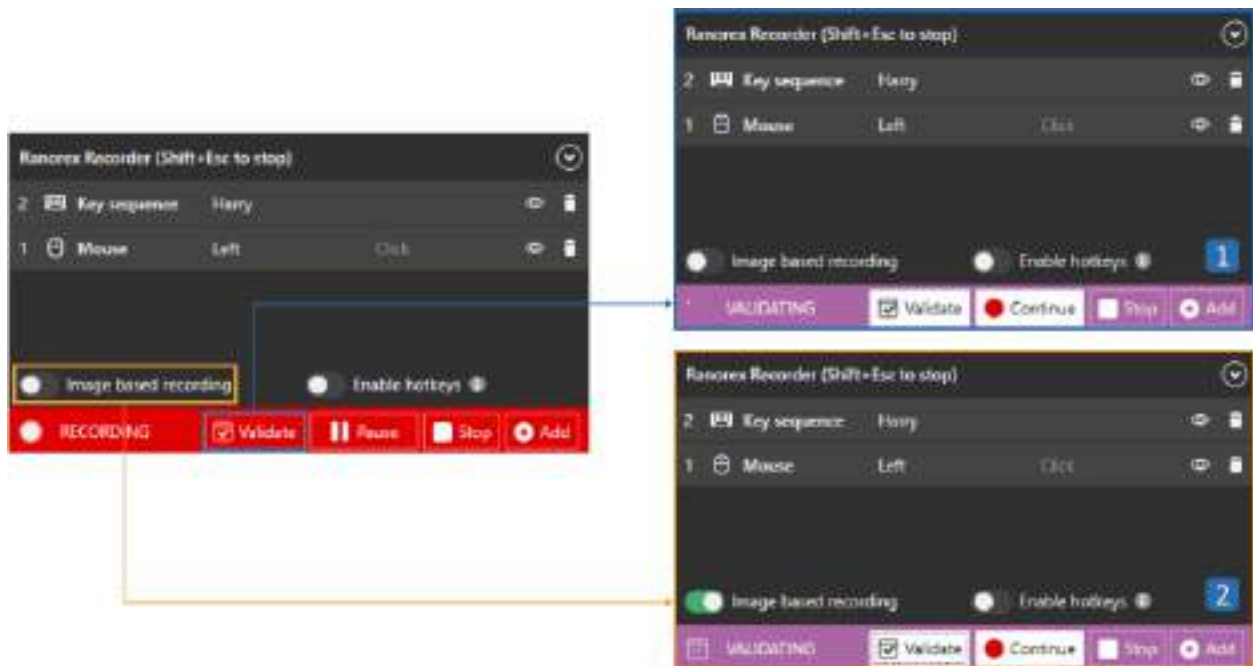 Ranorex Recorder (Shift+Esc to stop)
2 Key sequence Harry
1 Mouse Left Click
Image based recording Enable hotkeys
RECORDING Validate Pause Stop Add
Ranorex Recorder (Shift+Esc to stop)
2 Key sequence Harry
1 Mouse Left Click
Image based recording Enable hotkeys 1
VALIDATING Validate Continue Stop Add
Ranorex Recorder (Shift+Esc to stop)
2 Key sequence Harry
1 Mouse Left Click
Image based recording Enable hotkeys 2
VALIDATING Validate Continue Stop Add